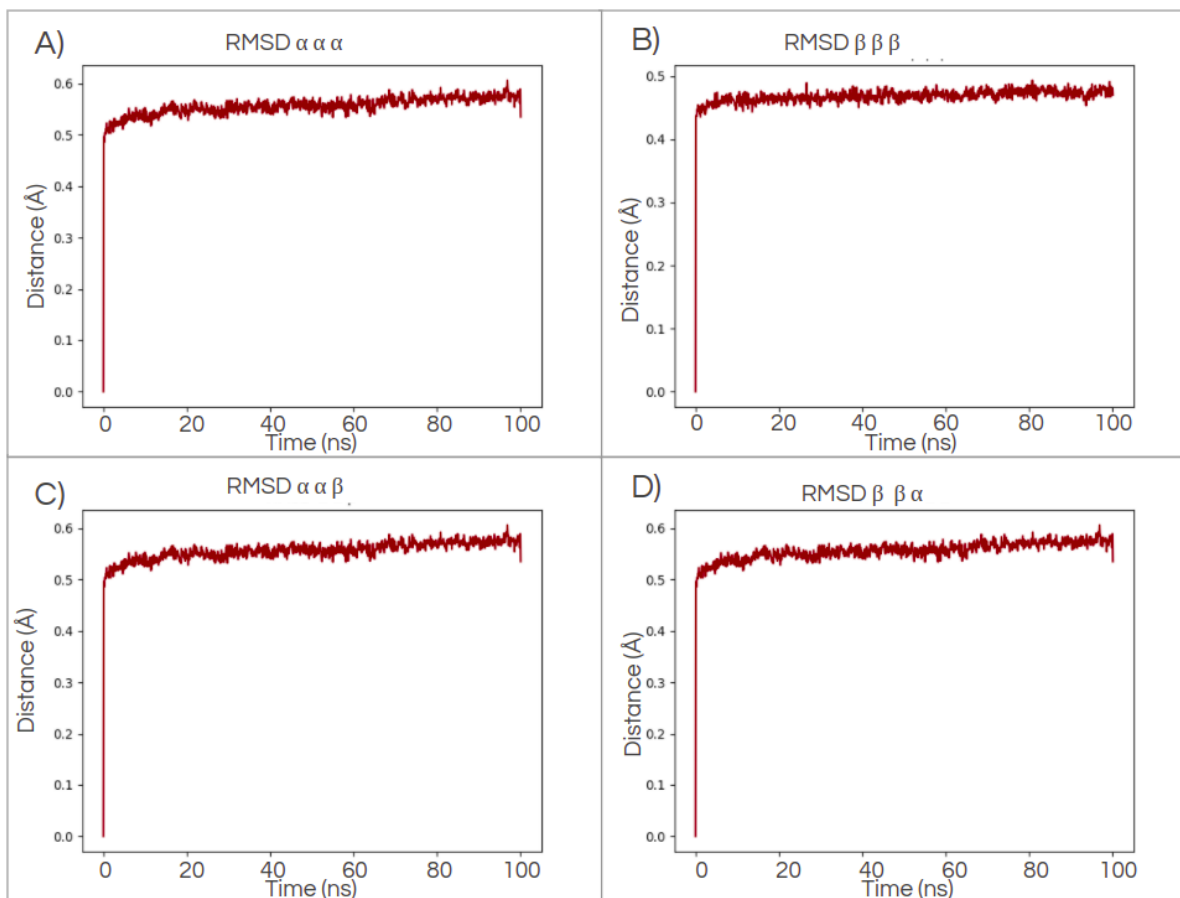 A)
RMSD α α α
0.6
0.5
0.4
0.3
0.2
0.1
0.0
Distance (Å)
0 20 40 60 80 100
Time (ns)
B)
RMSD β β β
0.5
0.4
0.3
0.2
0.1
0.0
Distance (Å)
0 20 40 60 80 100
Time (ns)
C)
RMSD α α β
0.6
0.5
0.4
0.3
0.2
0.1
0.0
Distance (Å)
0 20 40 60 80 100
Time (ns)
D)
RMSD β β α
0.6
0.5
0.4
0.3
0.2
0.1
0.0
Distance (Å)
0 20 40 60 80 100
Time (ns)